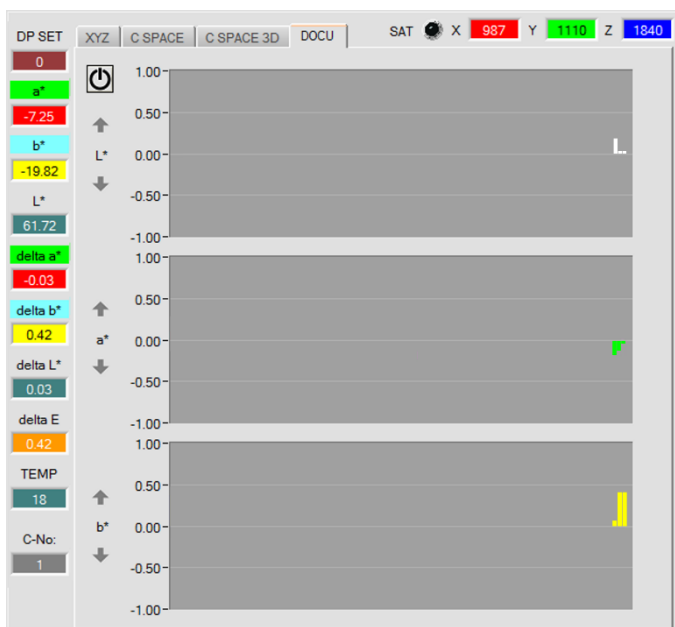 DP SET
0
a*
-7.25
b*
-19.82
L*
61.72
delta a*
-0.03
delta b*
0.42
delta L*
0.03
delta E
0.42
TEMP
18
C-No:
1
XYZ C SPACE C SPACE 3D DOCU
SAT X 987 Y 1110 Z 1840
1.00
0.50
L* 0.00
-0.50
-1.00
1.00
0.50
a* 0.00
-0.50
-1.00
1.00
0.50
b* 0.00
-0.50
-1.00